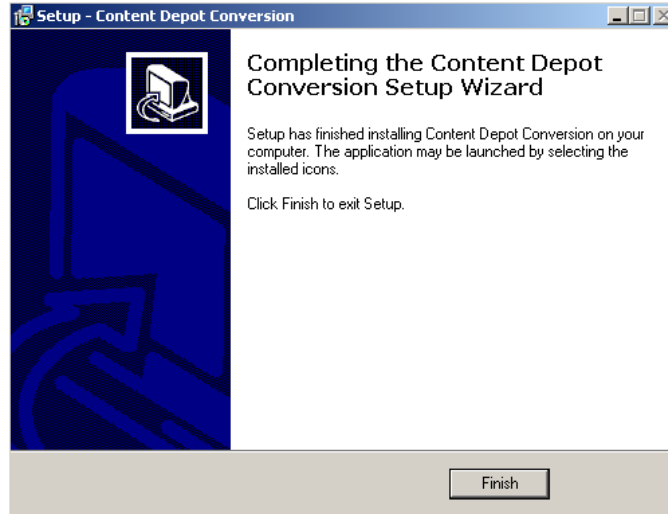 Setup - Content Depot Conversion
Completing the Content Depot
Conversion Setup Wizard
Setup has finished installing Content Depot Conversion on your
computer. The application may be launched by selecting the
installed icons.
Click Finish to exit Setup.
Finish